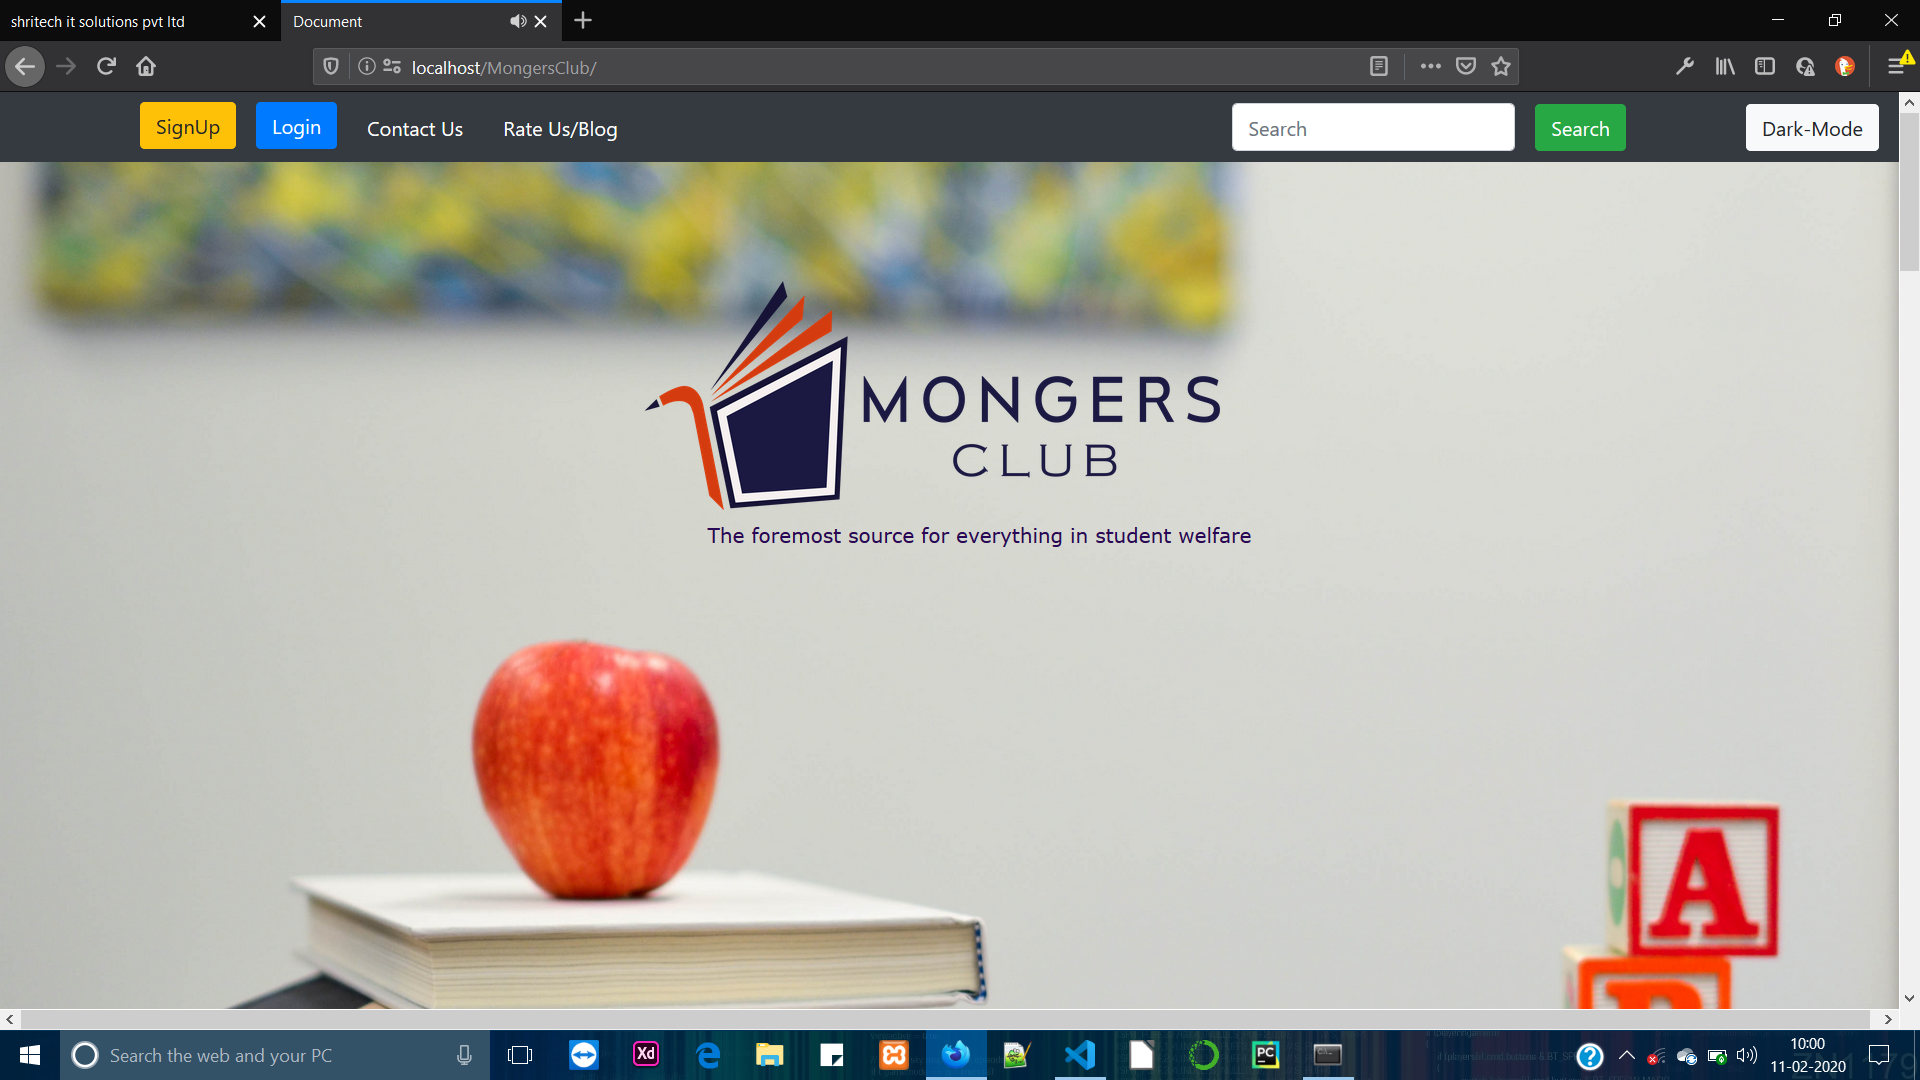 shritech it solutions pvt ltd
Document
localhost/MongersClub/
SignUp
Login
Contact Us
Rate Us/Blog
Search
Search
Dark-Mode
MONGERS
CLUB
The foremost source for everything in student welfare
A
Search the web and your PC
Xd
PC
10:00
11-02-2020